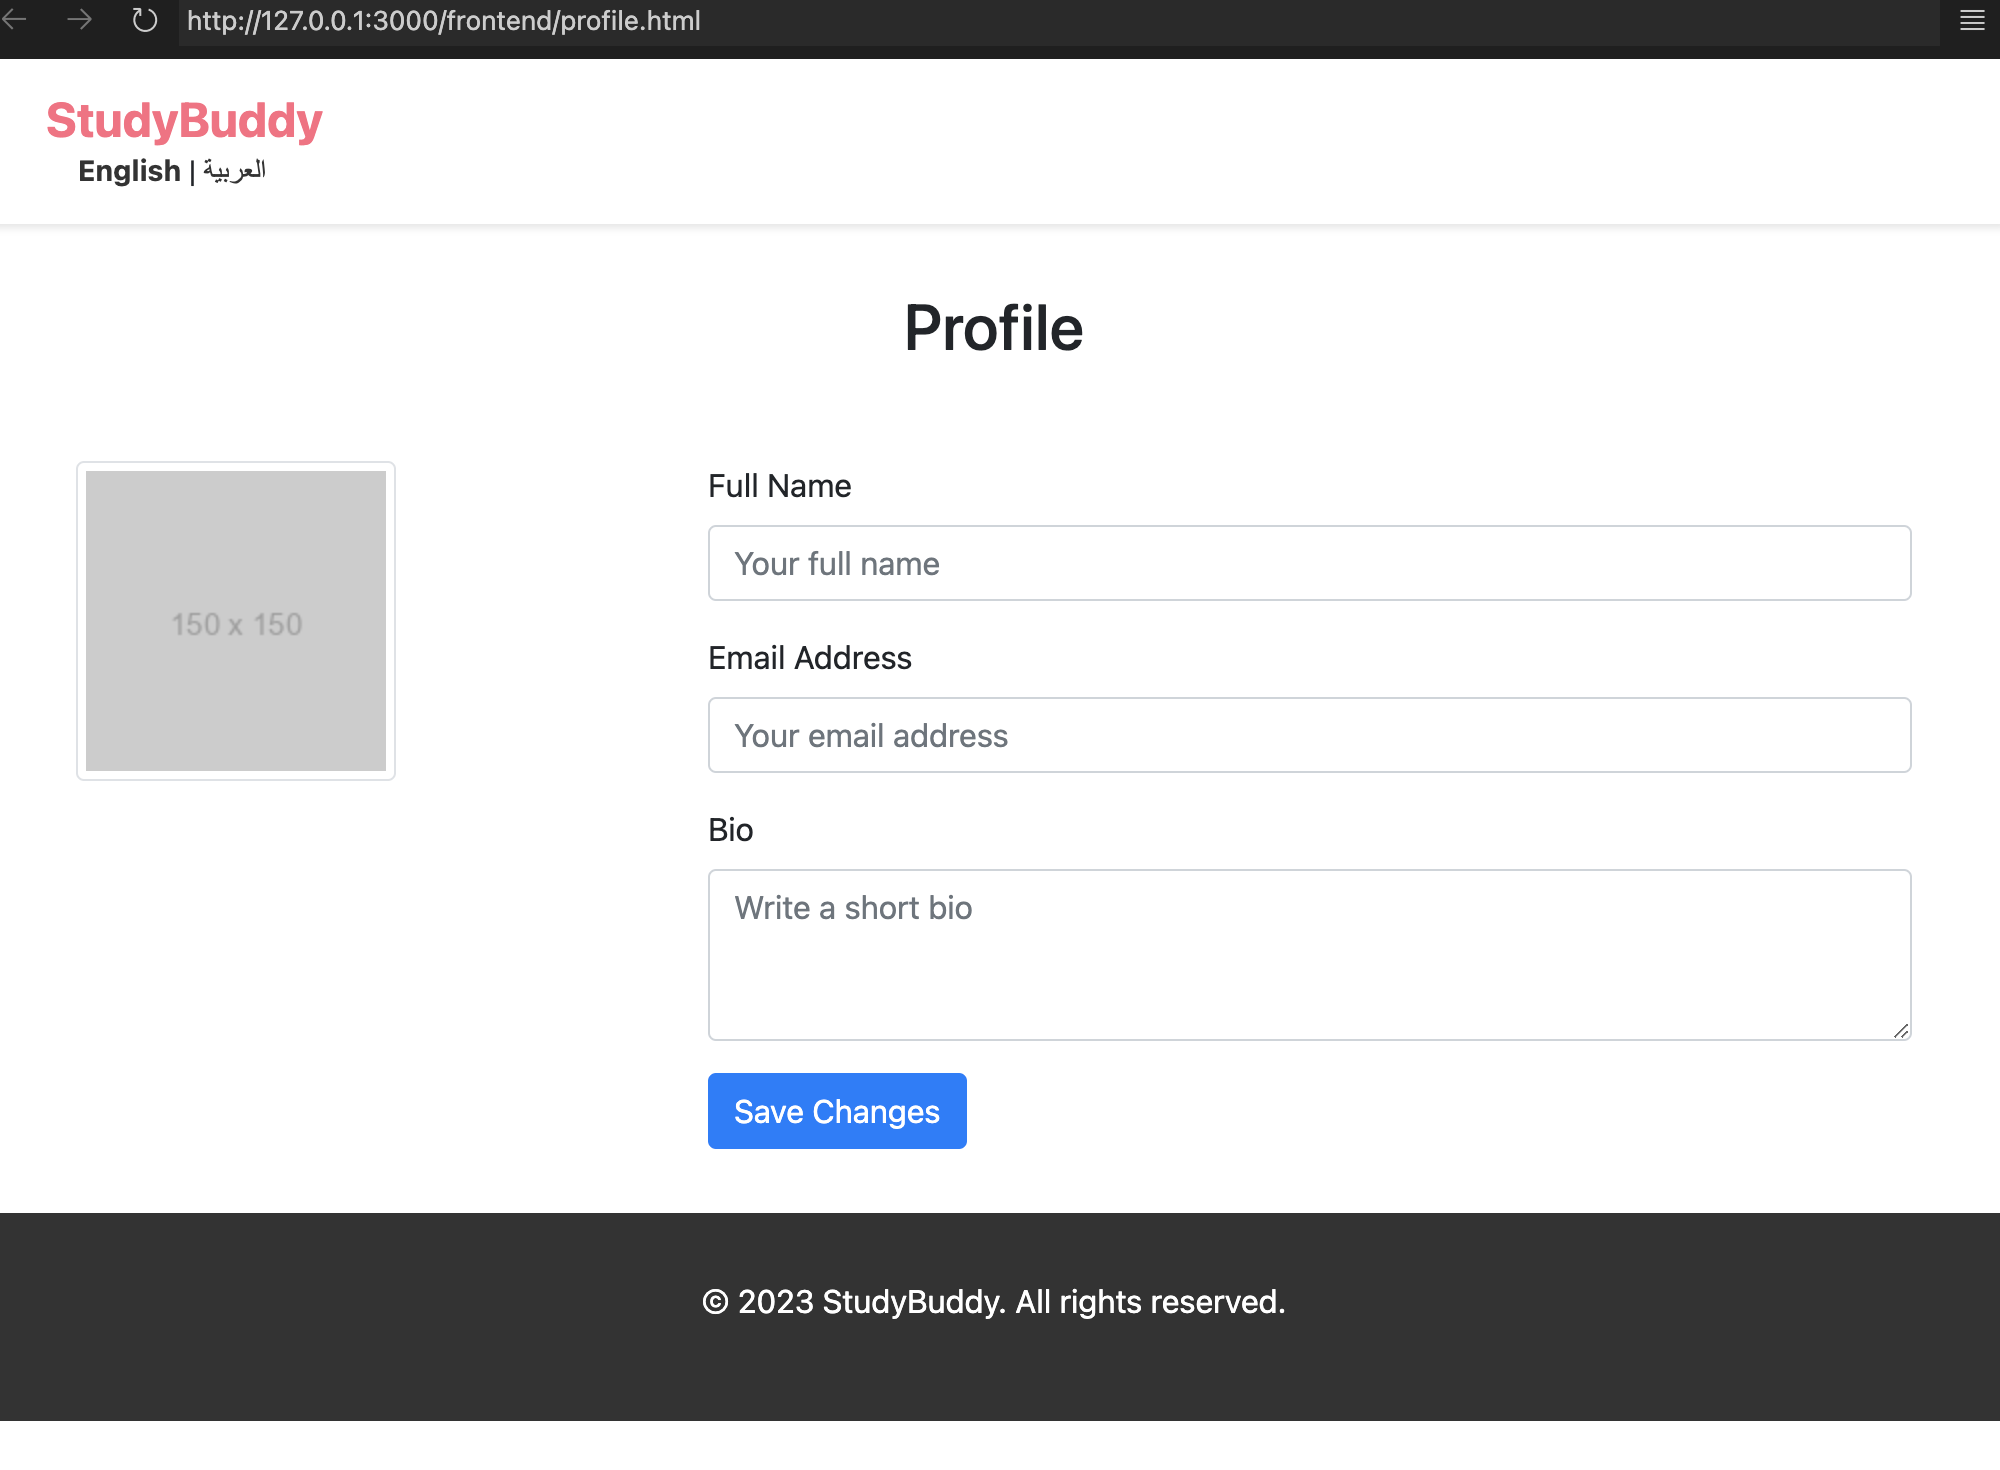 http://127.0.0.1:3000/frontend/profile.html
StudyBuddy
English | العربية
Profile
150 x 150
Full Name
Your full name
Email Address
Your email address
Bio
Write a short bio
Save Changes
© 2023 StudyBuddy. All rights reserved.